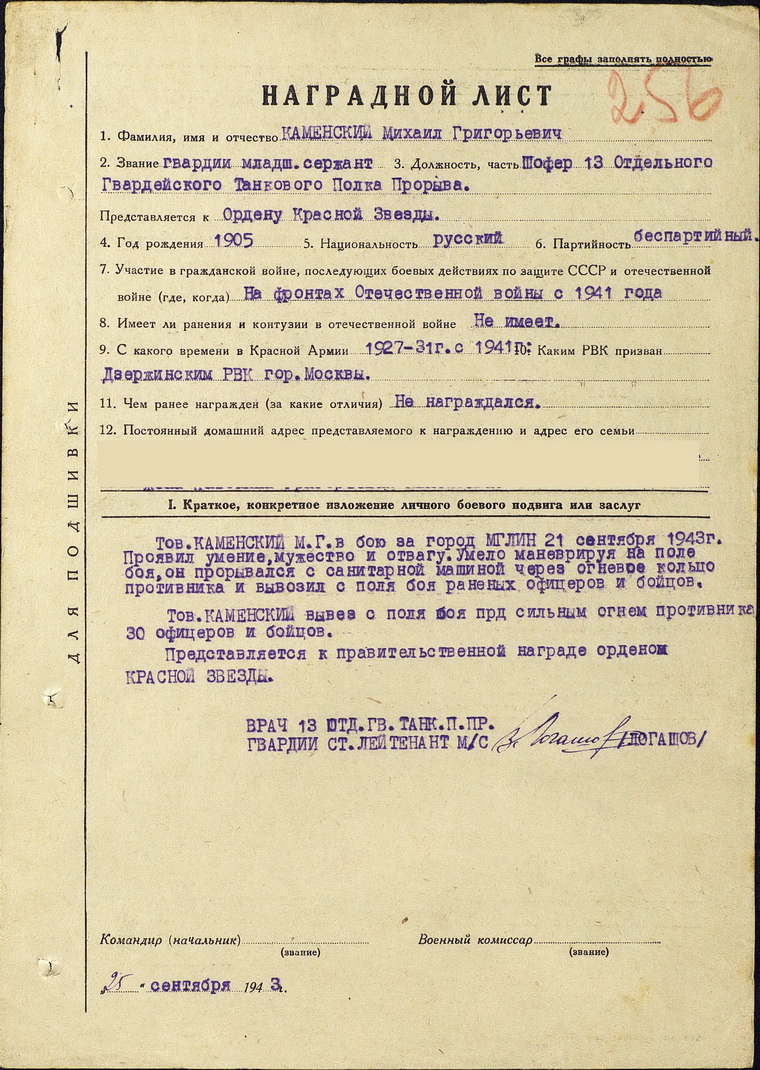 Все графы заполнять полностью
256
НАГРАДНОЙ ЛИСТ
1. Фамилия, имя и отчество КАМЕНСКИЙ Михаил Григорьевич
2. Звание гвардии младш.сержант 3. Должность, часть Шофер 13 Отдельного
Гвардейского Танкового Полка Прорыва.
Представляется к Ордену Красной Звезды.
4. Год рождения 1905 5. Национальность русский 6. Партийность беспартийный.
7. Участие в гражданской войне, последующих боевых действиях по защите СССР и отечественной
войне (где, когда) На фронтах Отечественной войны с 1941 года
8. Имеет ли ранения и контузии в отечественной войне Не имеет.
9. С какого времени в Красной Армии 1927-31г.с 1941г. 10. Каким РВК призван
Дзержинским РВК гор.Москвы.
11. Чем ранее награжден (за какие отличия) Не награждался.
12. Постоянный домашний адрес представляемого к награждению и адрес его семьи
I. Краткое, конкретное изложение личного боевого подвига или заслуг
Тов.КАМЕНСКИЙ М.Г.в бою за город МГЛИН 21 сентября 1943г.
Проявил умение,мужество и отвагу.Умело маневрируя на поле
боя,он прорывался с санитарной машиной через огневое кольцо
противника и вывозил с поля боя раненых офицеров и бойцов.
Тов.КАМЕНСКИЙ вывез с поля боя прд сильным огнем противника
30 офицеров и бойцов.
Представляется к правительственной награде орденом
КРАСНОЙ ЗВЕЗДЫ.
ВРАЧ 13 ОТД.ГВ.ТАНК.П.ПР.
ГВАРДИИ СТ.ЛЕЙТЕНАНТ М/С /ЛОГАШОВ/
Командир (начальник) Военный комиссар
(звание) (звание)
„25 “ сентября 1943г.
ДЛЯ ПОДШИВКИ